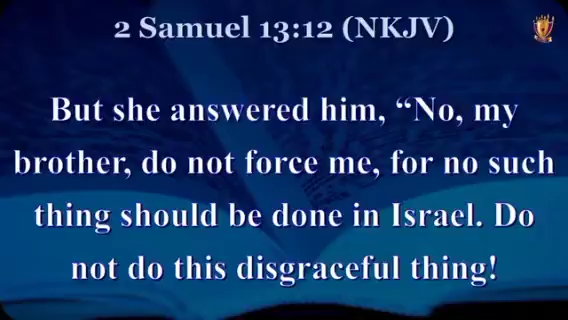 2 Samuel 13:12 (NKJV)
But she answered him, “No, my
brother, do not force me, for no such
thing should be done in Israel. Do
not do this disgraceful thing!